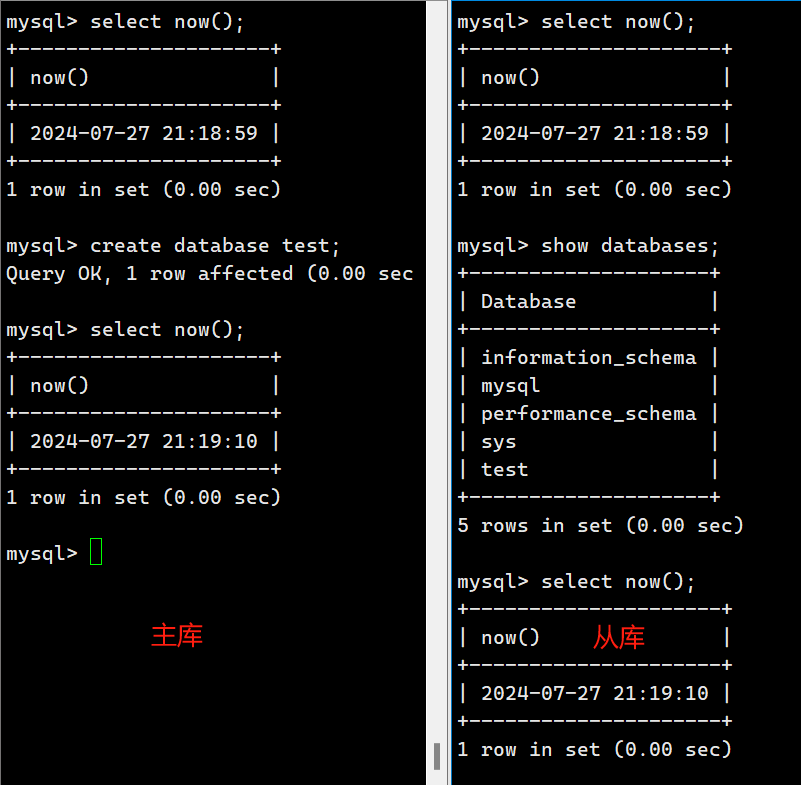 mysql> select now();
+---------------------+
| now()               |
+---------------------+
| 2024-07-27 21:18:59 |
+---------------------+
1 row in set (0.00 sec)
mysql> create database test;
Query OK, 1 row affected (0.00 sec
mysql> select now();
+---------------------+
| now()               |
+---------------------+
| 2024-07-27 21:19:10 |
+---------------------+
1 row in set (0.00 sec)
mysql>
主库
mysql> select now();
+---------------------+
| now()               |
+---------------------+
| 2024-07-27 21:18:59 |
+---------------------+
1 row in set (0.00 sec)
mysql> show databases;
+--------------------+
| Database           |
+--------------------+
| information_schema |
| mysql              |
| performance_schema |
| sys                |
| test               |
+--------------------+
5 rows in set (0.00 sec)
mysql> select now();
+---------------------+
| now()    从库        |
+---------------------+
| 2024-07-27 21:19:10 |
+---------------------+
1 row in set (0.00 sec)